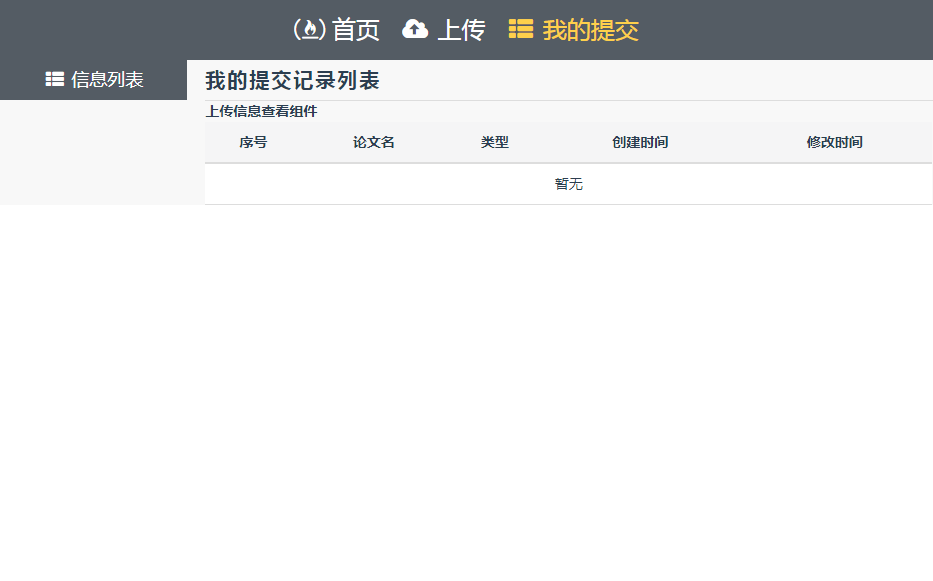 首页 上传 我的提交
信息列表
我的提交记录列表
上传信息查看组件
序号 论文名 类型 创建时间 修改时间
暂无